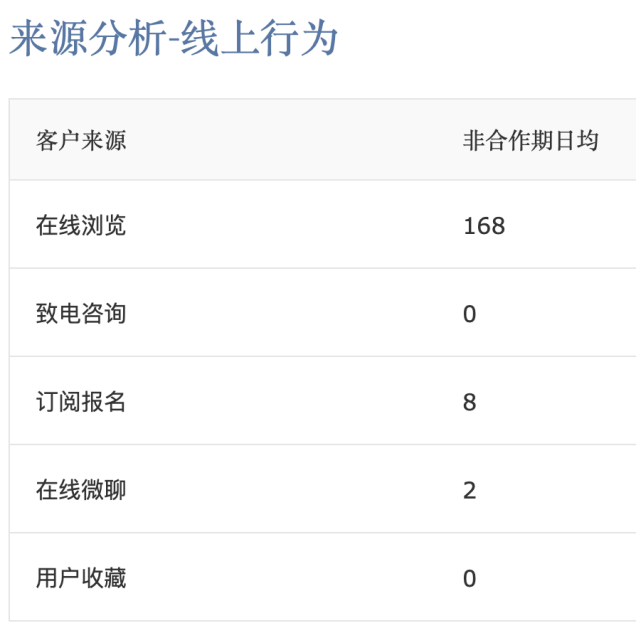 来源分析-线上行为
客户来源 非合作期日均
在线浏览 168
致电咨询 0
订阅报名 8
在线微聊 2
用户收藏 0